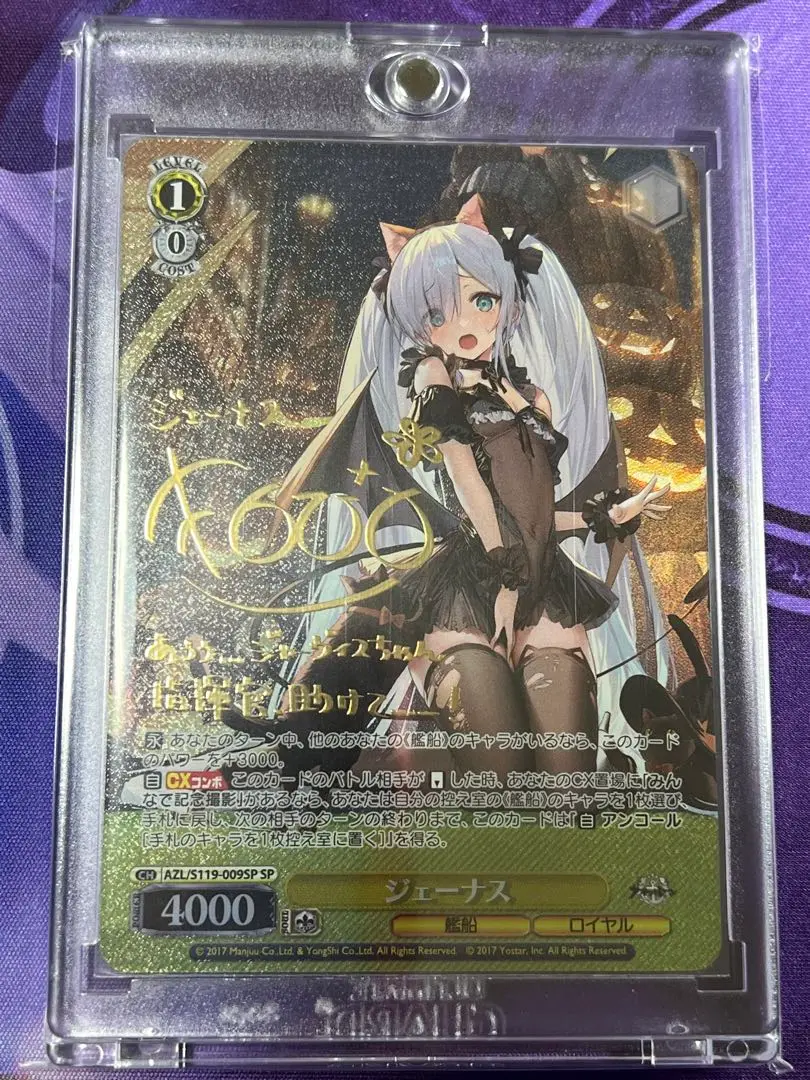 LEVEL
1
0
COST
ジェーナス
あぅぅ… ジャーヴィスちゃん
指揮官、助けて…!
永 あなたのターン中、他のあなたの《艦船》のキャラがいるなら、このカード
のパワーを+3000。
自 CXコンボ このカードのバトル相手が した時、あなたのCX置場に「みん
なで記念撮影」があるなら、あなたは自分の控え室の《艦船》のキャラを1枚選び、
手札に戻し、次の相手のターンの終わりまで、このカードは「自 アンコール
[手札のキャラを1枚控え室に置く]」を得る。
CH AZL/S119-009SP SP
ジェーナス
4000
艦船 ロイヤル
© 2017 Manjuu Co.,Ltd. & YongShi Co.,Ltd. All Rights Reserved. © 2017 Yostar, Inc. All Rights Reserved.